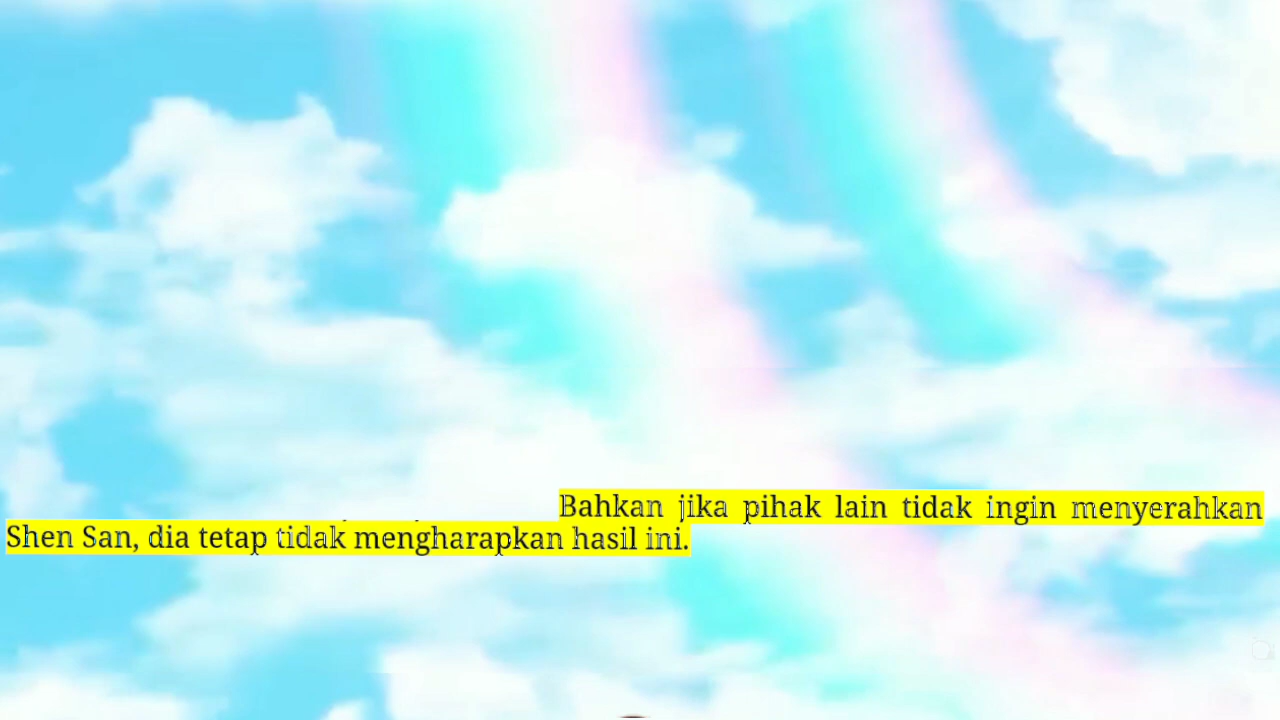 Bahkan jika pihak lain tidak ingin menyerahkan
Shen San, dia tetap tidak mengharapkan hasil ini.